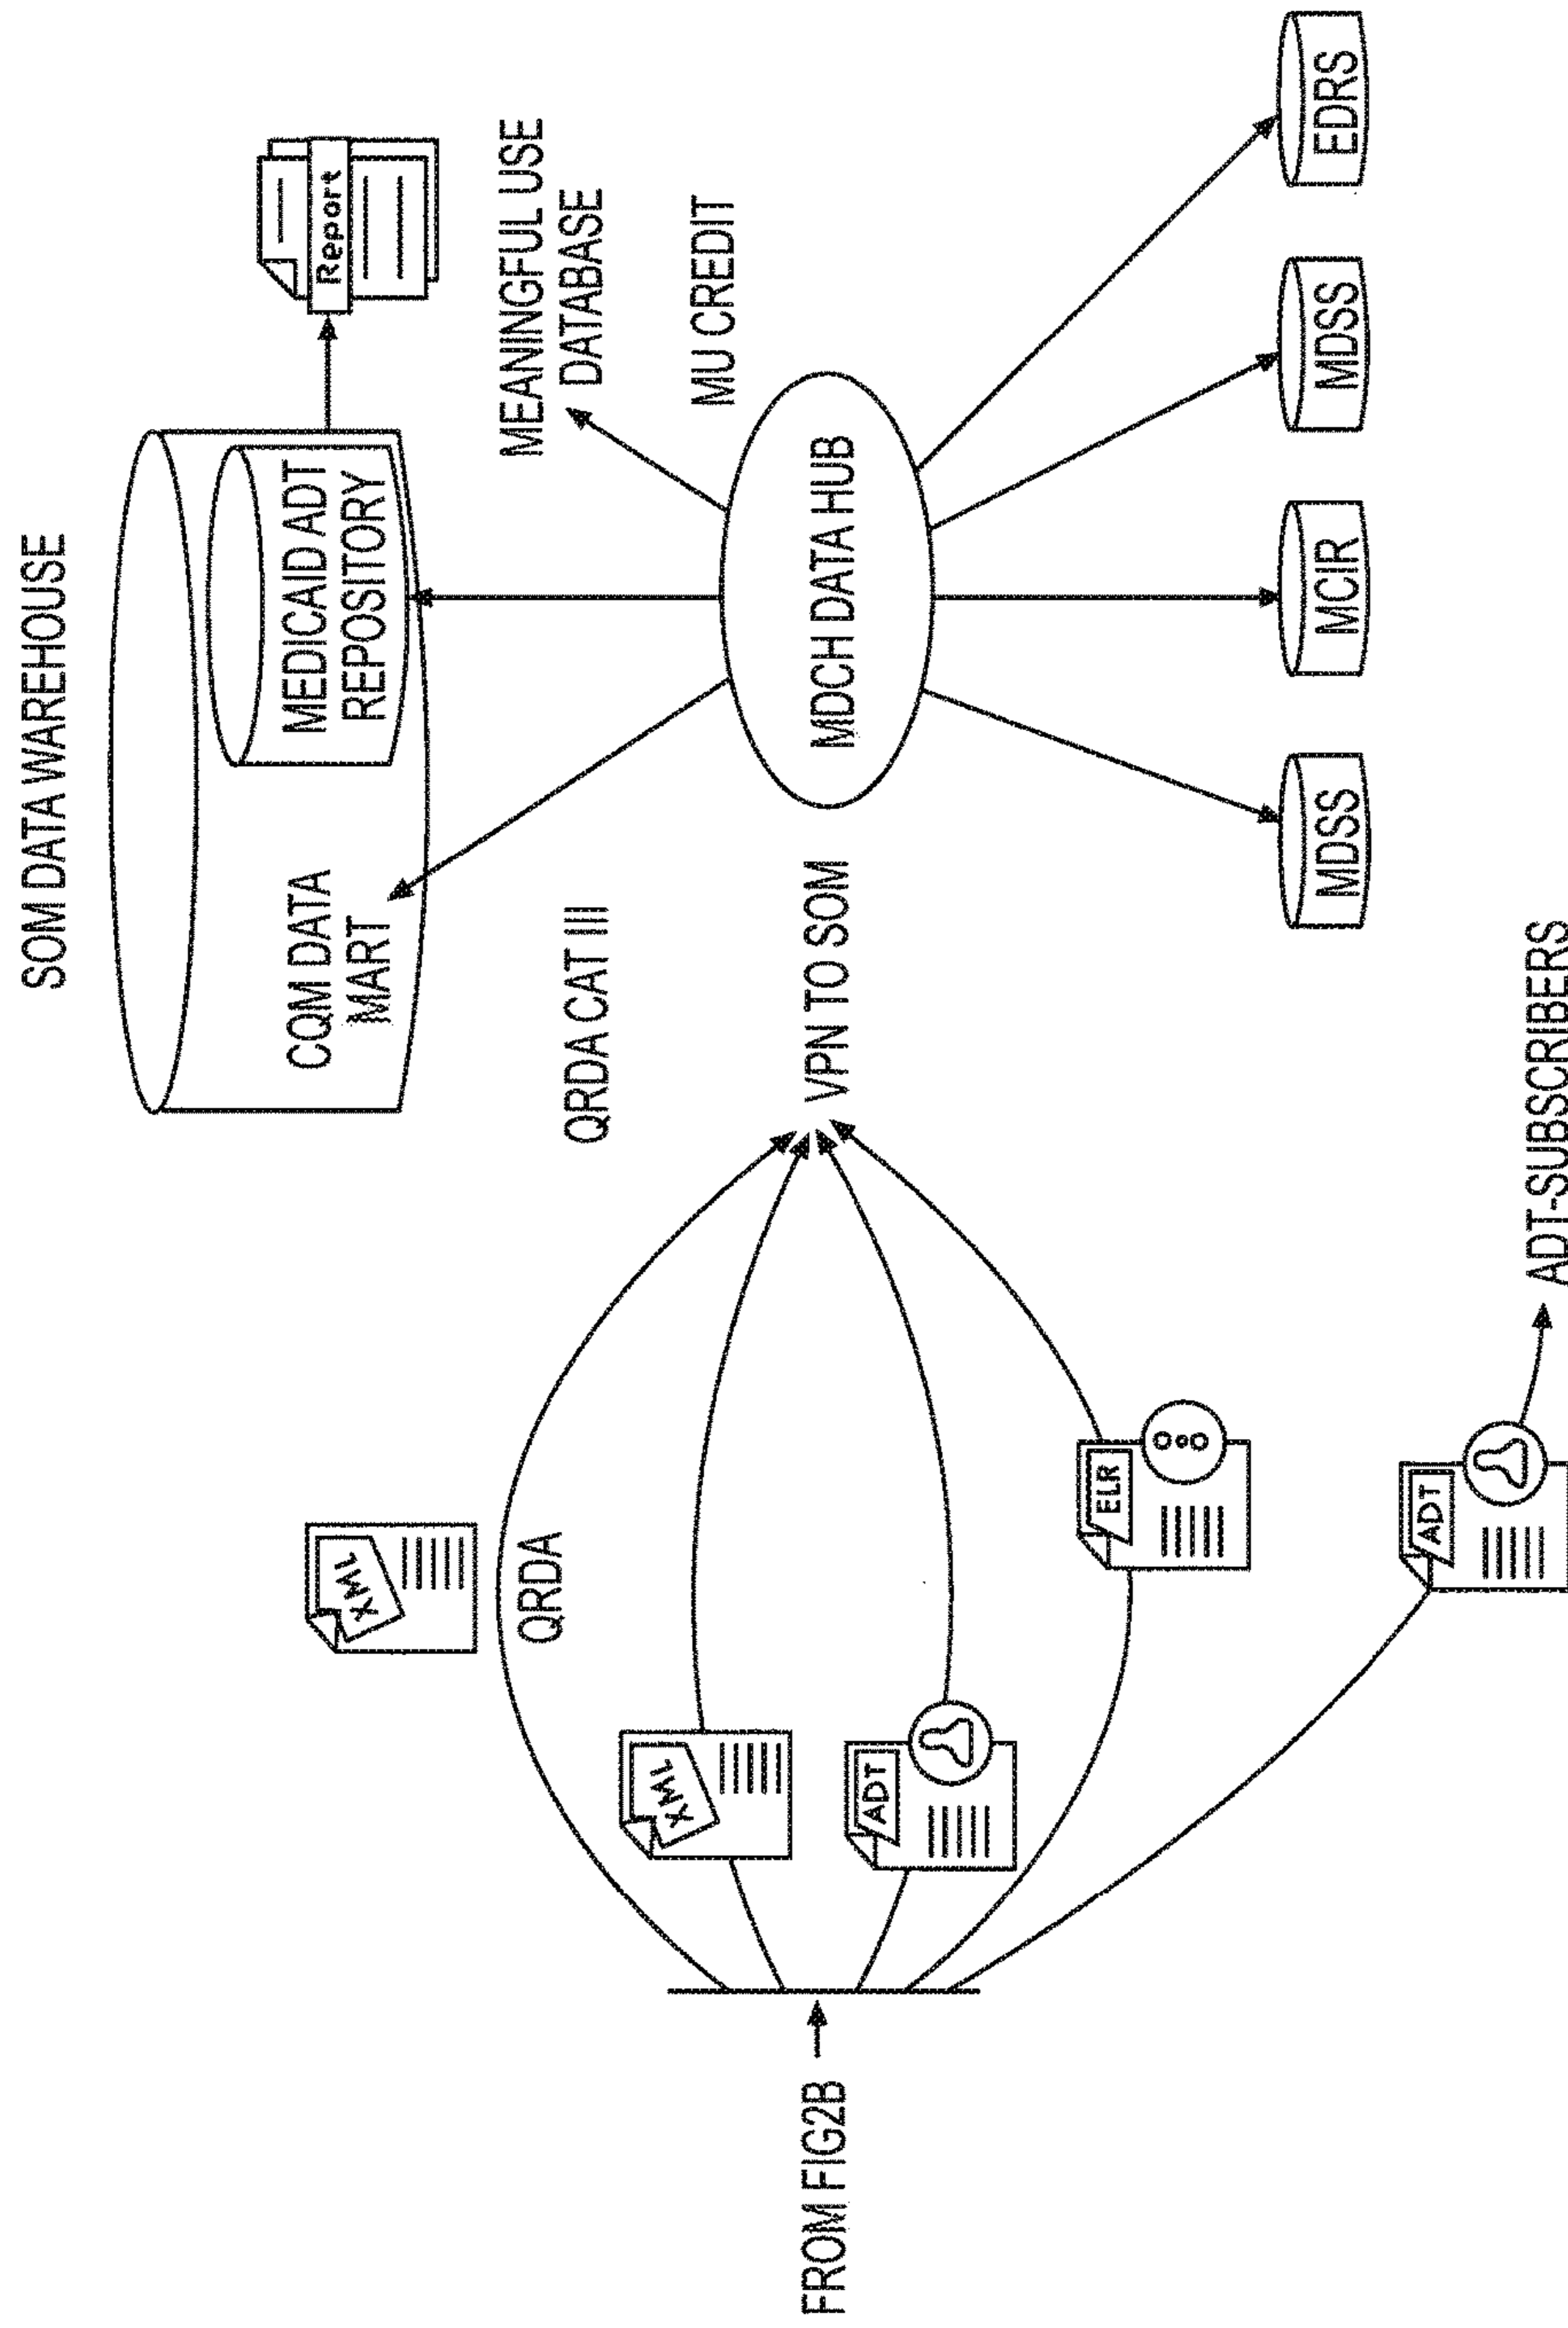 SOM DATA WAREHOUSE
CQM DATA
MART
MEDICAID ADT
REPOSITORY
Report
MEANINGFUL USE
DATABASE
QRDA CAT III
MU CREDIT
XML
QRDA
XML
ADT
ELR
FROM FIG2B
VPN TO SOM
MDCH DATA HUB
MDSS
MCIR
MDSS
EDRS
ADT
ADT-SUBSCRIBERS